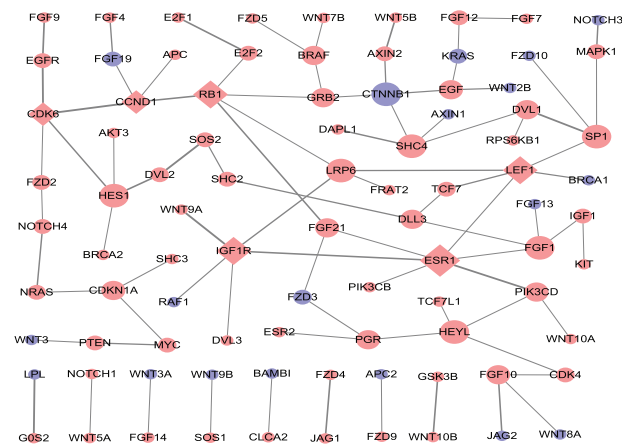 FGF9 FGF4 E2F1 FZD5 WNT7B WNT5B FGF12 FGF7 NOTCH3
EGFR FGF19 APC E2F2 BRAF AXIN2 KRAS FZD10 MAPK1
CDK6 CCND1 RB1 GRB2 CTNNB1 EGF WNT2B
AKT3 SOS2 DAPL1 AXIN1 SHC4 DVL1 RPS6KB1 SP1
FZD2 HES1 DVL2 SHC2 LRP6 FRAT2 TCF7 LEF1 BRCA1
NOTCH4 WNT9A FGF21 DLL3 FGF13 IGF1
BRCA2 SHC3 IGF1R ESR1 FGF1 KIT
NRAS CDKN1A RAF1 FZD3 PIK3CB TCF7L1 PIK3CD
WNT3 PTEN MYC DVL3 ESR2 PGR HEYL WNT10A
LPL NOTCH1 WNT3A WNT9B BAMBI FZD4 APC2 GSK3B FGF10 CDK4
G0S2 WNT5A FGF14 SOS1 CLCA2 JAG1 FZD9 WNT10B JAG2 WNT8A